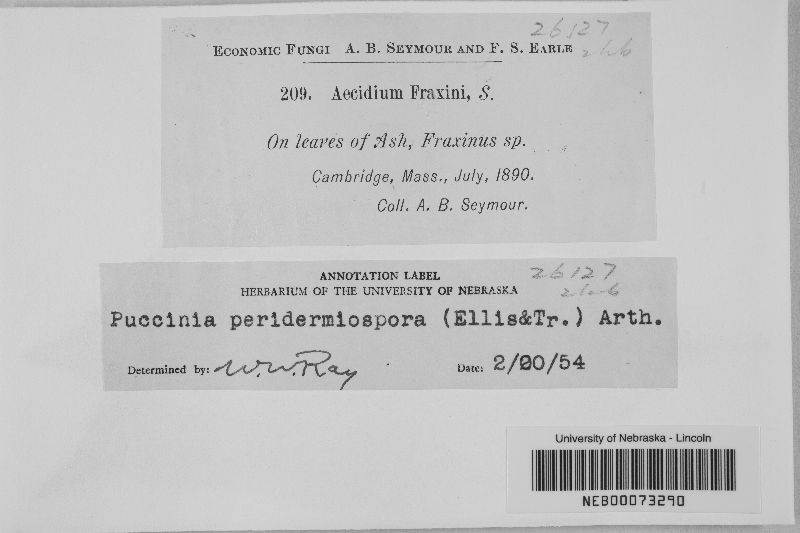 26127
ECONOMIC FUNGI A. B. SEYMOUR AND F. S. EARLE
209. Aecidium Fraxini, S.
On leaves of Ash, Fraxinus sp.
Cambridge, Mass., July, 1890.
Coll. A. B. Seymour.
ANNOTATION LABEL 26127
HERBARIUM OF THE UNIVERSITY OF NEBRASKA
Puccinia peridermiospora (Ellis&Tr.) Arth.
Determined by: W.W.Ray Date: 2/20/54
University of Nebraska - Lincoln
NEB00073290